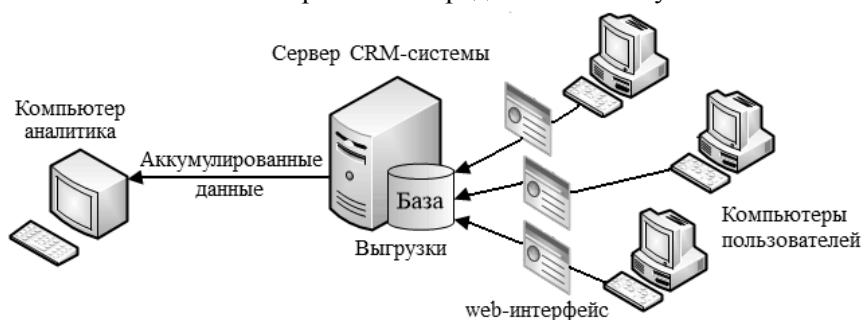 Сервер CRM-системы
Компьютер
аналитика
Аккумулированные
данные
База
Выгрузки
Компьютеры
пользователей
web-интерфейс